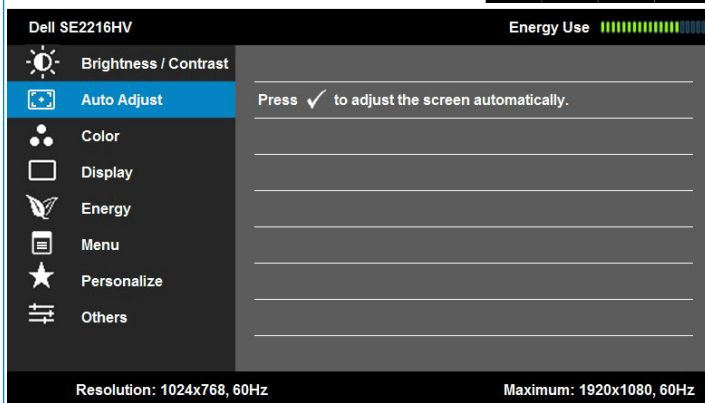 Dell SE2216HV Energy Use
Brightness / Contrast
Auto Adjust Press ✓ to adjust the screen automatically.
Color
Display
Energy
Menu
Personalize
Others
Resolution: 1024x768, 60Hz Maximum: 1920x1080, 60Hz